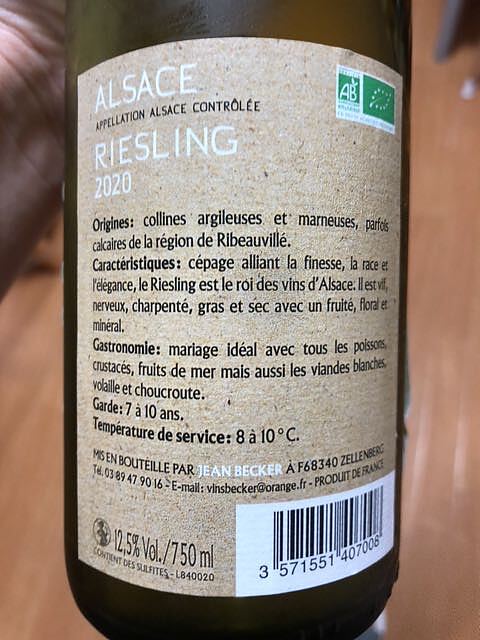 ALSACE
APPELLATION ALSACE CONTRÔLÉE
RIESLING
2020
AB
Origines: collines argileuses et marneuses, parfois
calcaires de la région de Ribeauvillé.
Caractéristiques: cépage alliant la finesse, la race et
l'élégance, le Riesling est le roi des vins d'Alsace. Il est vif,
nerveux, charpenté, gras et sec avec un fruité, floral et
minéral.
Gastronomie: mariage idéal avec tous les poissons,
crustacés, fruits de mer mais aussi les viandes blanches,
volaille et choucroute.
Garde: 7 à 10 ans.
Température de service: 8 à 10°C.
MIS EN BOUTEILLE PAR JEAN BECKER À F68340 ZELLENBERG
Tél. 03 89 47 90 16 - E-mail: vinsbecker@orange.fr - PRODUIT DE FRANCE
12,5% Vol./750 ml
CONTIENT DES SULFITES - L840020
3 571551 407008